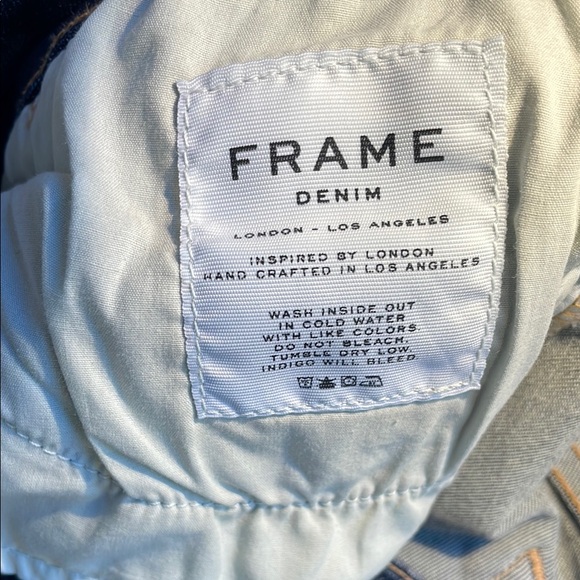 FRAME
DENIM
LONDON - LOS ANGELES
INSPIRED BY LONDON
HAND CRAFTED IN LOS ANGELES
WASH INSIDE OUT
IN COLD WATER
WITH LIKE COLORS.
DO NOT BLEACH,
TUMBLE DRY LOW,
INDIGO WILL BLEED.